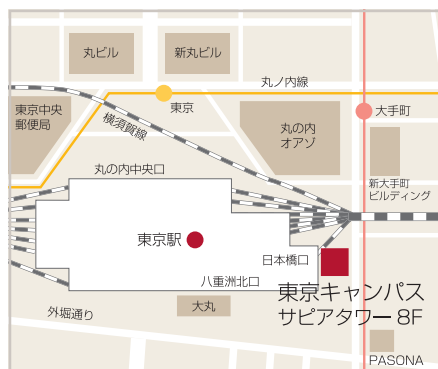 丸ビル
新丸ビル
丸ノ内線
東京中央
郵便局
東京
大手町
横須賀線
丸の内
オアゾ
丸の内中央口
新大手町
ビルディング
東京駅
日本橋口
八重洲北口
東京キャンパス
サピアタワー 8F
大丸
外堀通り
PASONA